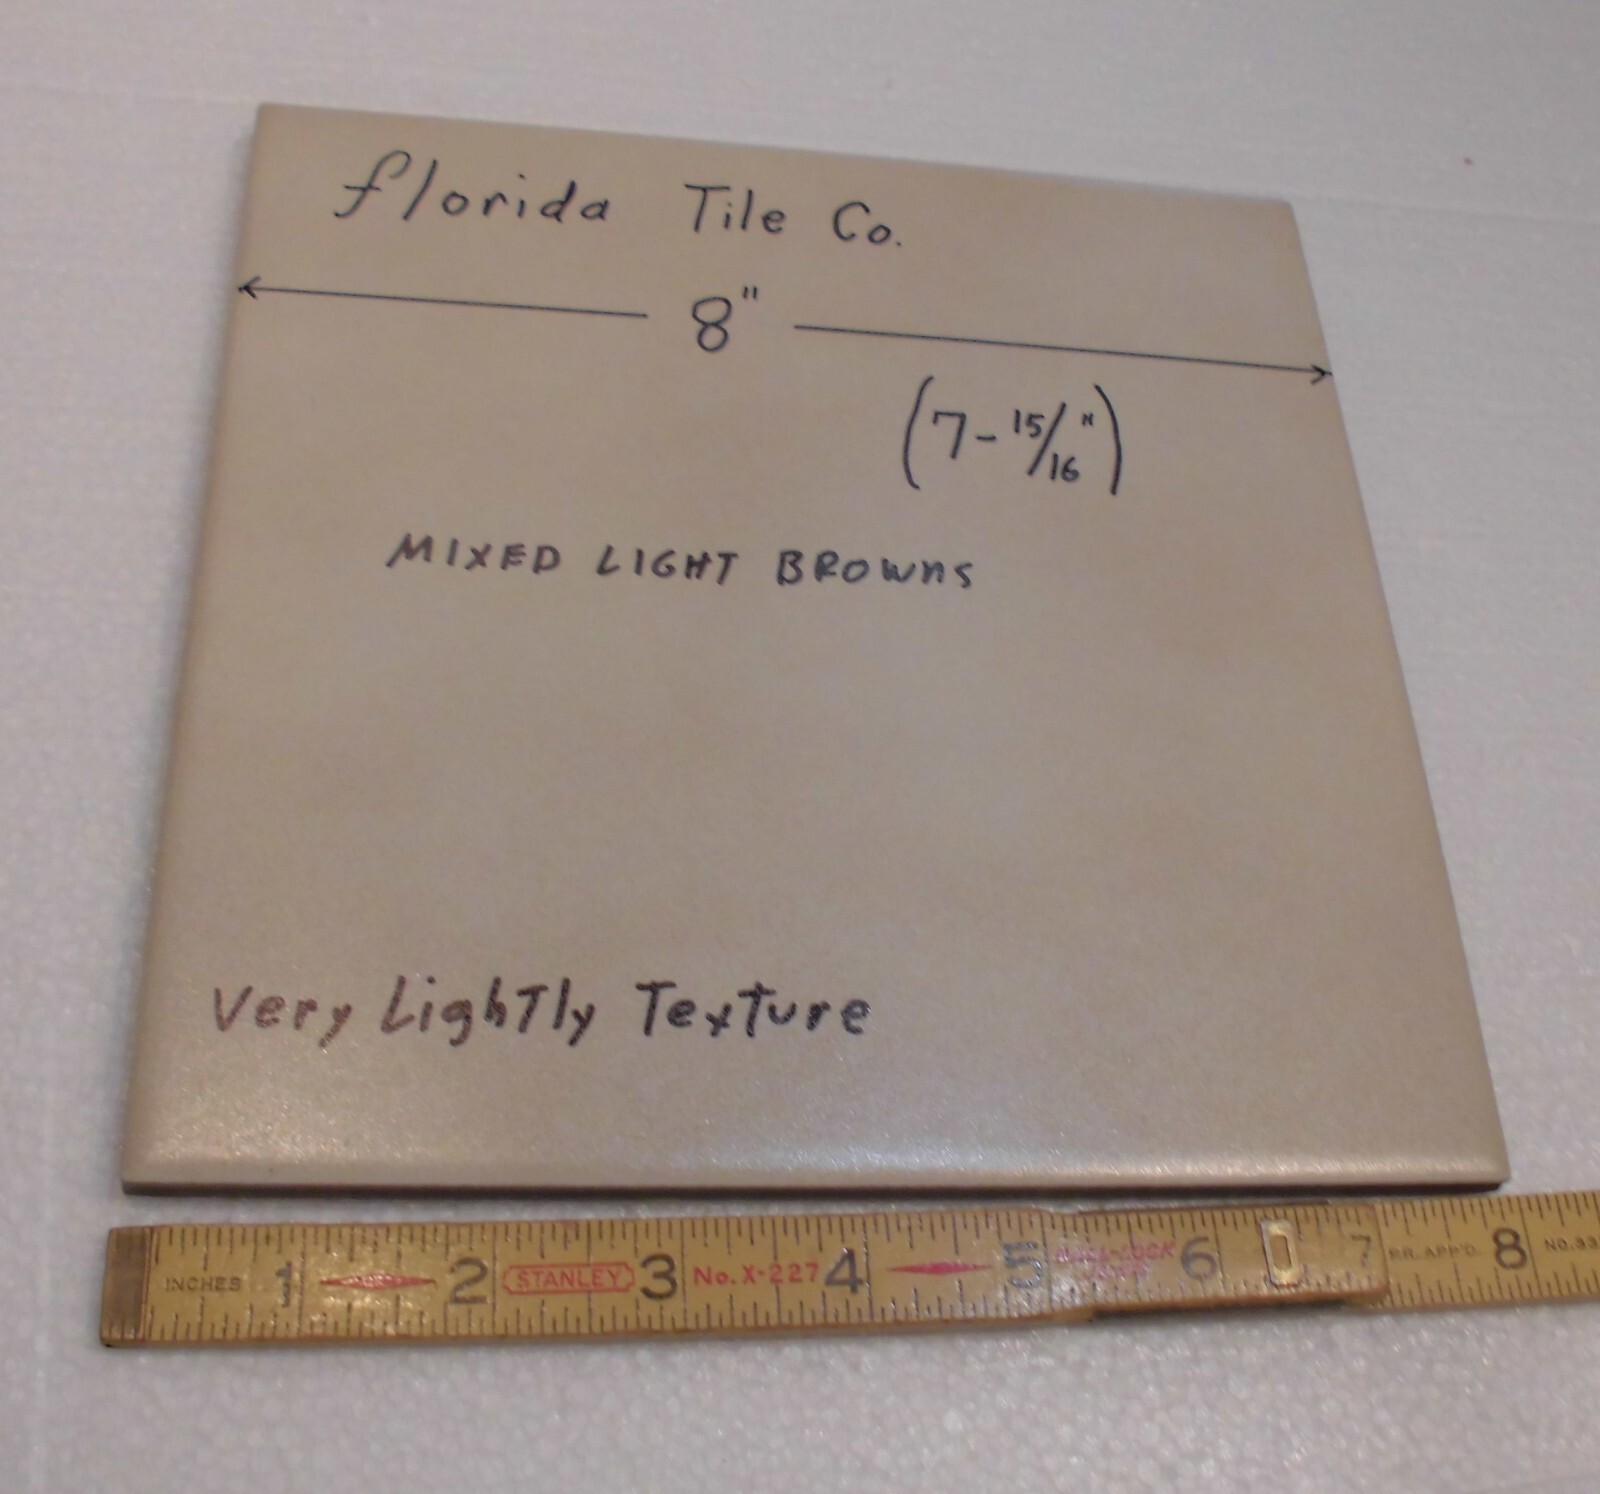 florida Tile Co.
8"
(7-15/16")
MIXED LIGHT BROWNS
Very Lightly Texture
INCHES 1 2 STANLEY 3 No. X-227 4 5 6 7 P.R. APP'D. 8